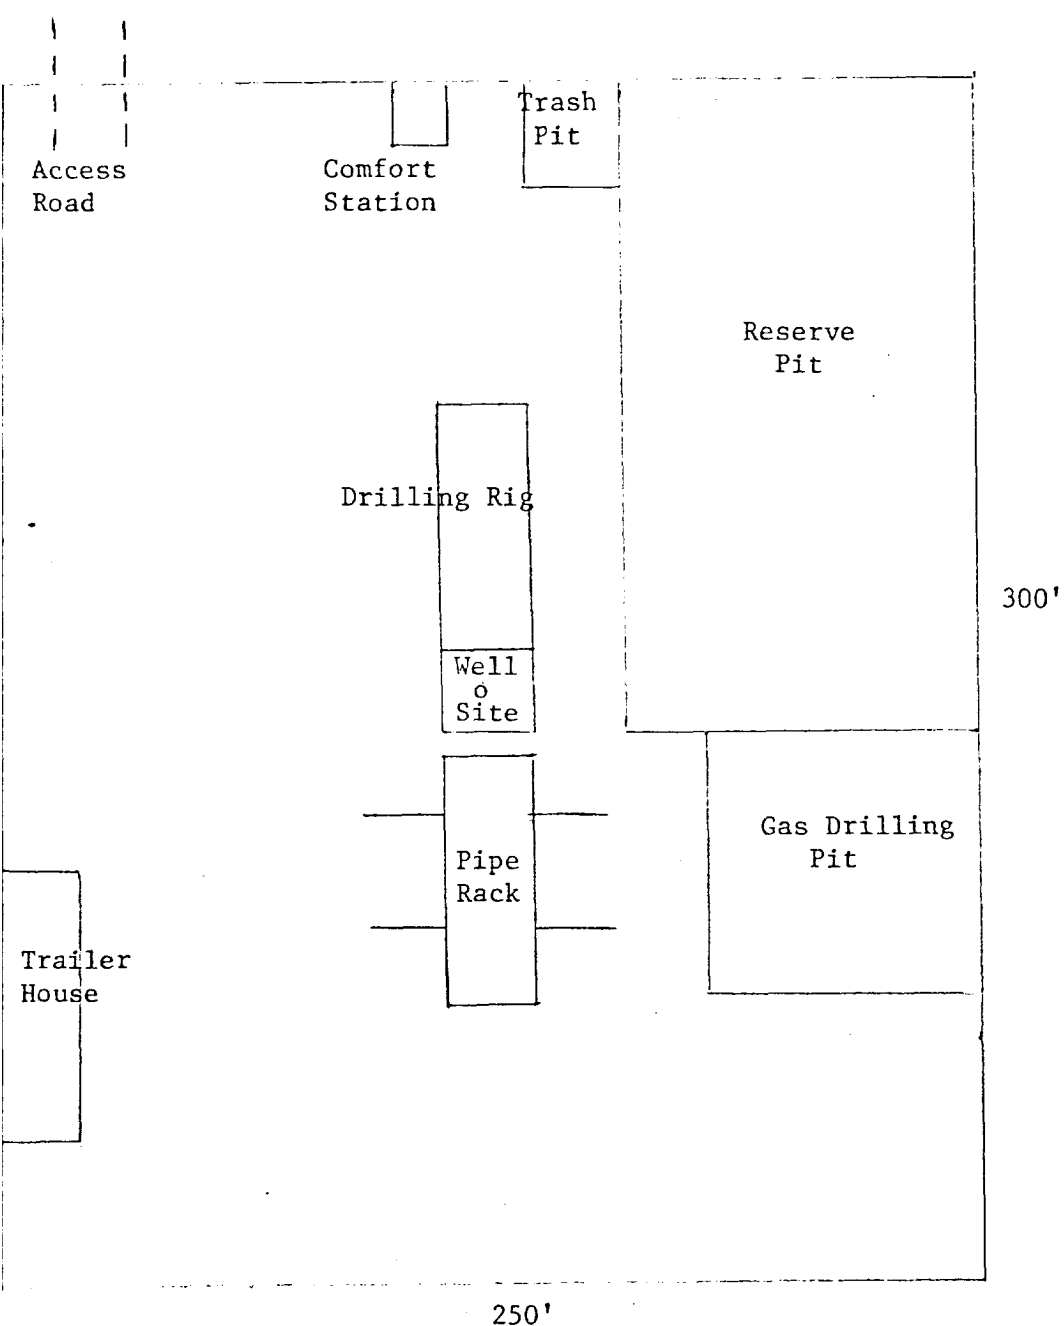 Trash
Pit
Access
Road
Comfort
Station
Reserve
Pit
Drilling Rig
300'
Well
o
Site
Gas Drilling
Pit
Pipe
Rack
Trailer
House
250'